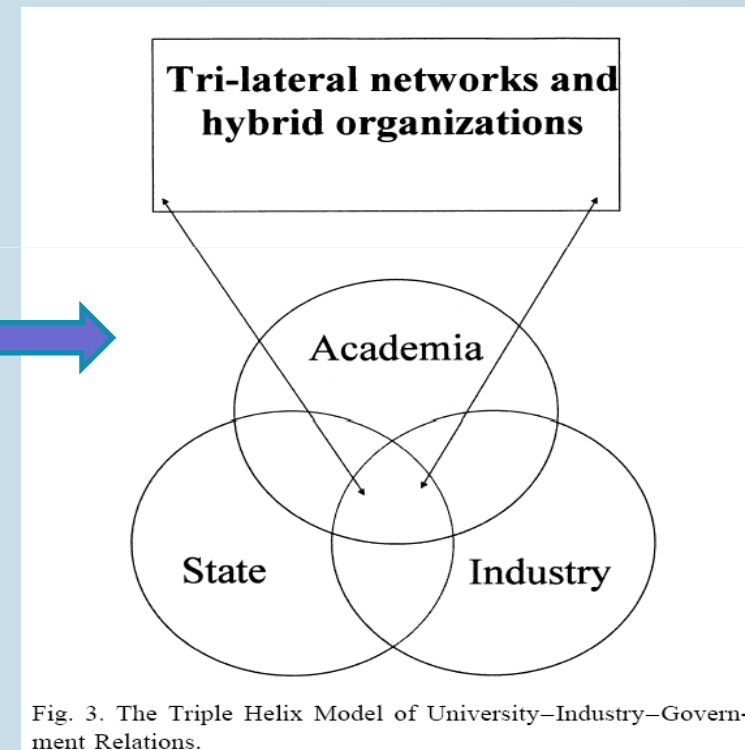 Tri-lateral networks and
hybrid organizations
Academia
State
Industry
Fig. 3. The Triple Helix Model of University–Industry–Govern-
ment Relations.